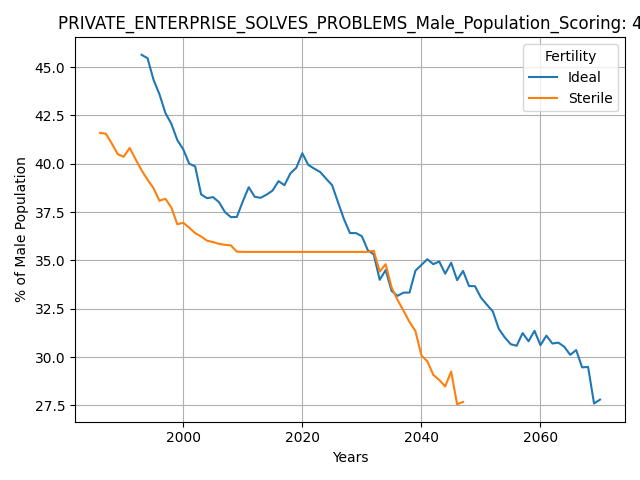 PRIVATE_ENTERPRISE_SOLVES_PROBLEMS_Male_Population_Scoring: 4
Fertility
Ideal
Sterile
% of Male Population
45.0
42.5
40.0
37.5
35.0
32.5
30.0
27.5
2000 2020 2040 2060
Years